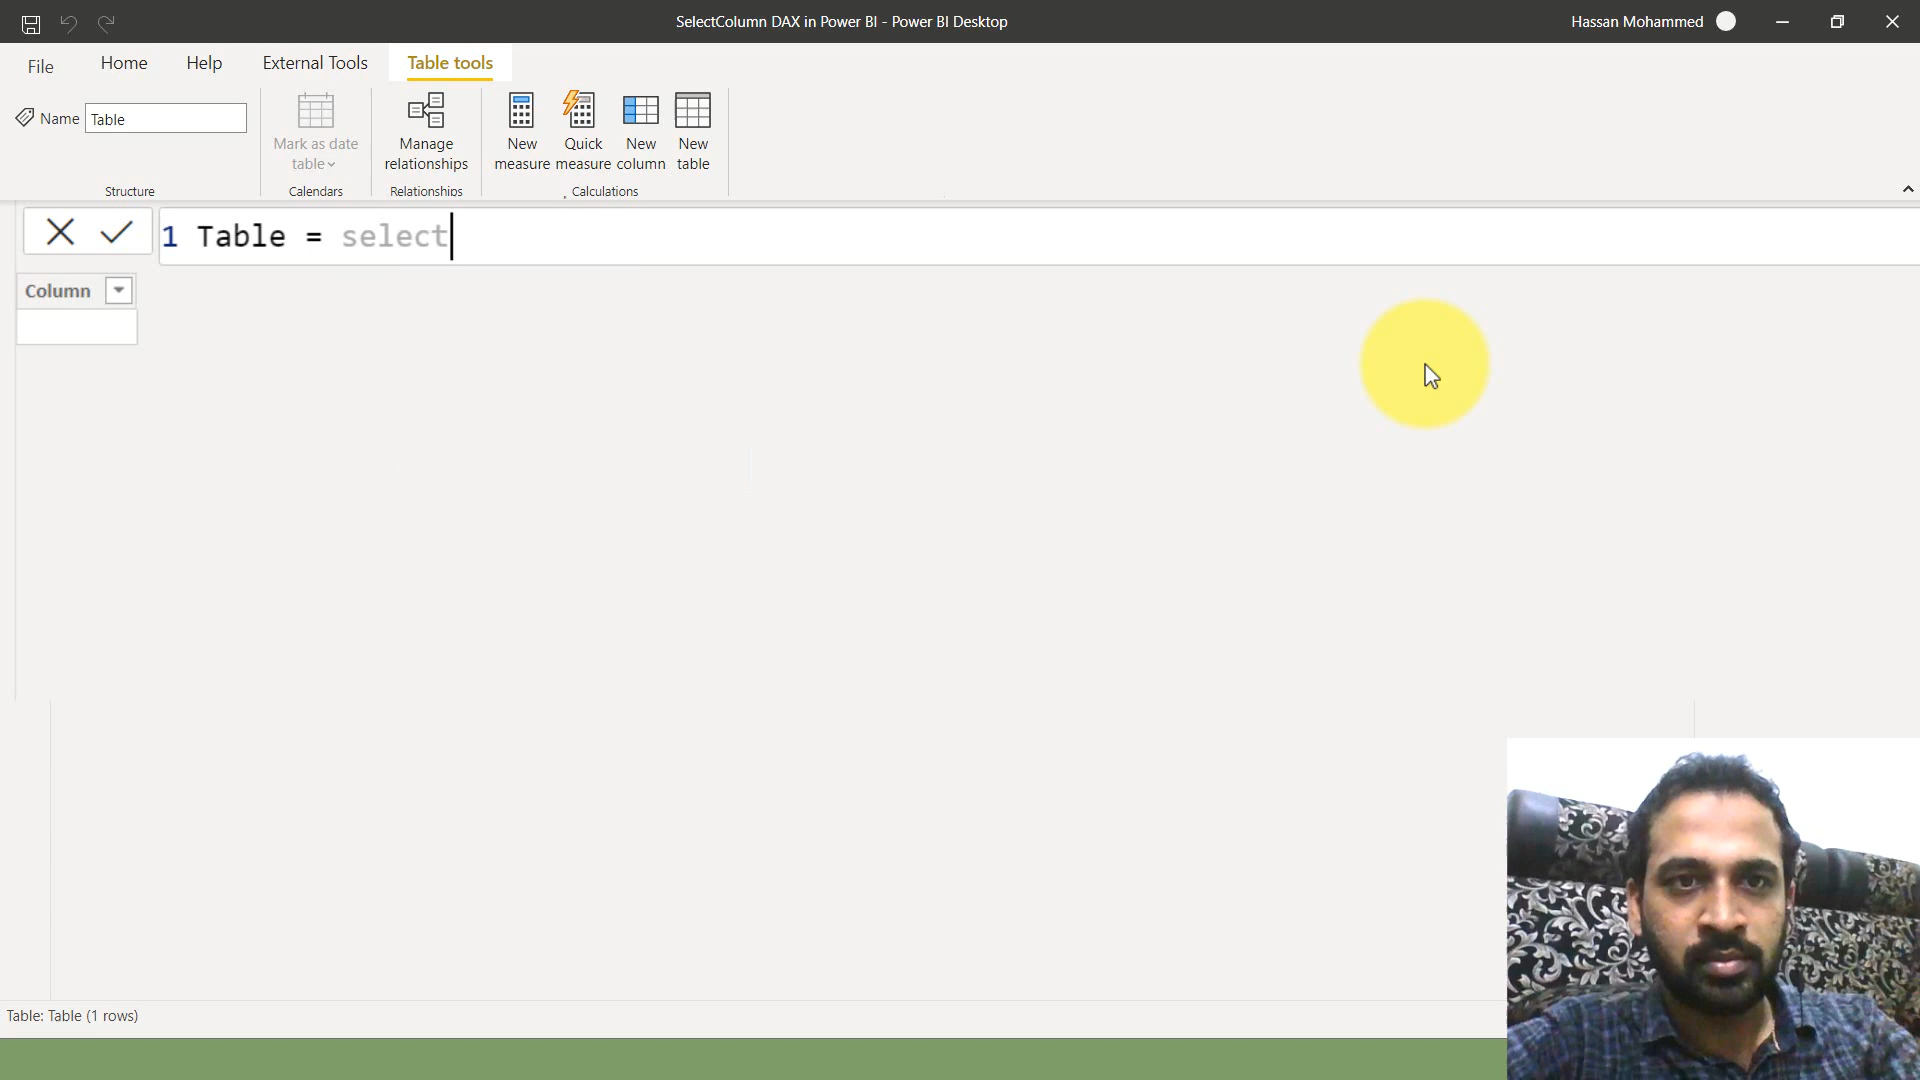 SelectColumn DAX in Power BI - Power BI Desktop
Hassan Mohammed
File
Home
Help
External Tools
Table tools
Name
Table
Mark as date
table
Manage
relationships
New
measure
Quick
measure
New
column
New
table
Structure
Calendars
Relationships
Calculations
1 Table = select
Column
Table: Table (1 rows)